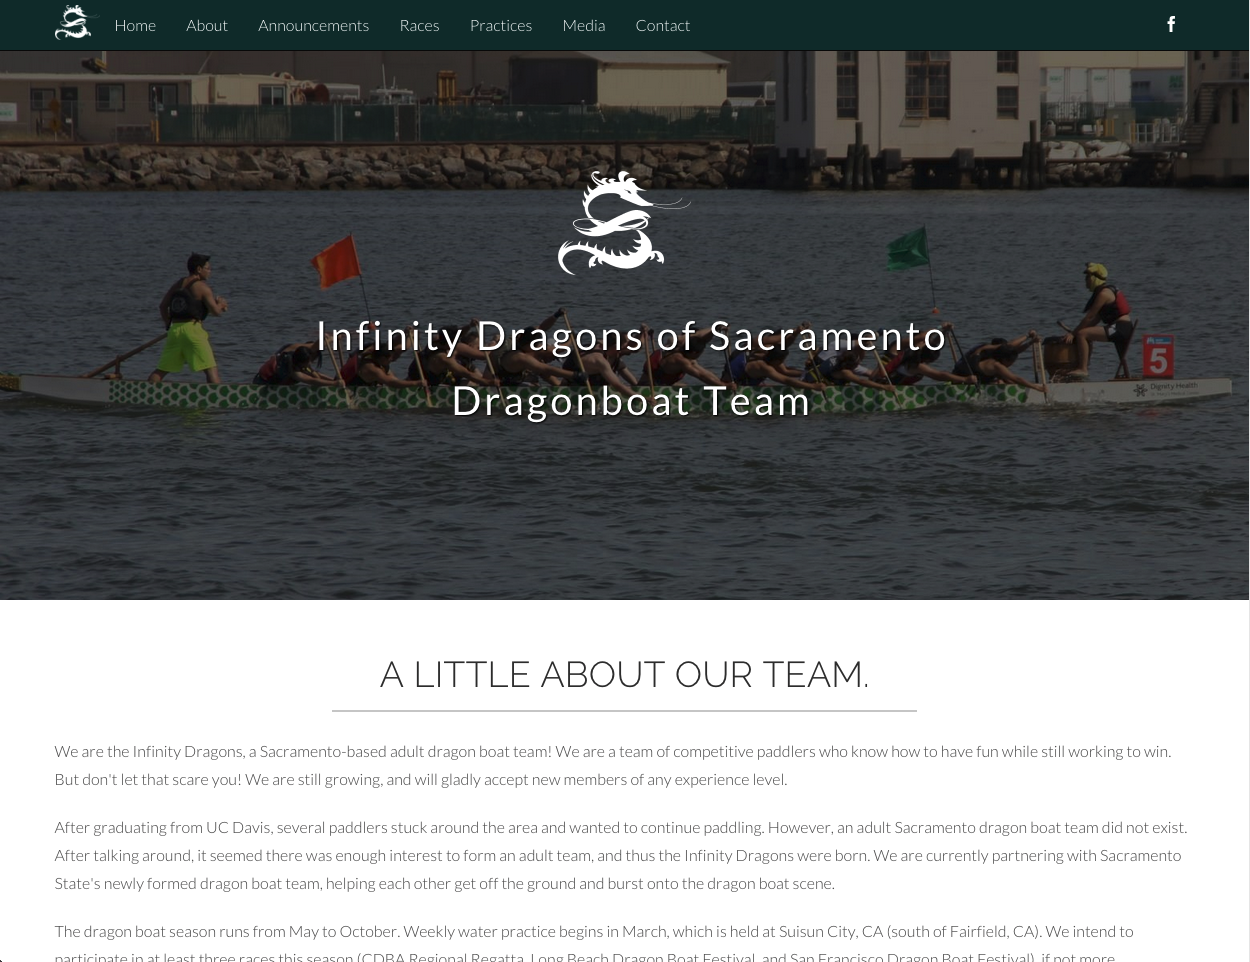 Home About Announcements Races Practices Media Contact
Infinity Dragons of Sacramento
Dragonboat Team
5
Dignity Health
A LITTLE ABOUT OUR TEAM.
We are the Infinity Dragons, a Sacramento-based adult dragon boat team! We are a team of competitive paddlers who know how to have fun while still working to win.
But don't let that scare you! We are still growing, and will gladly accept new members of any experience level.
After graduating from UC Davis, several paddlers stuck around the area and wanted to continue paddling. However, an adult Sacramento dragon boat team did not exist.
After talking around, it seemed there was enough interest to form an adult team, and thus the Infinity Dragons were born. We are currently partnering with Sacramento
State's newly formed dragon boat team, helping each other get off the ground and burst onto the dragon boat scene.
The dragon boat season runs from May to October. Weekly water practice begins in March, which is held at Suisun City, CA (south of Fairfield, CA). We intend to
participate in at least three races this season (CDBA Regional Regatta, Long Beach Dragon Boat Festival, and San Francisco Dragon Boat Festival), if not more.